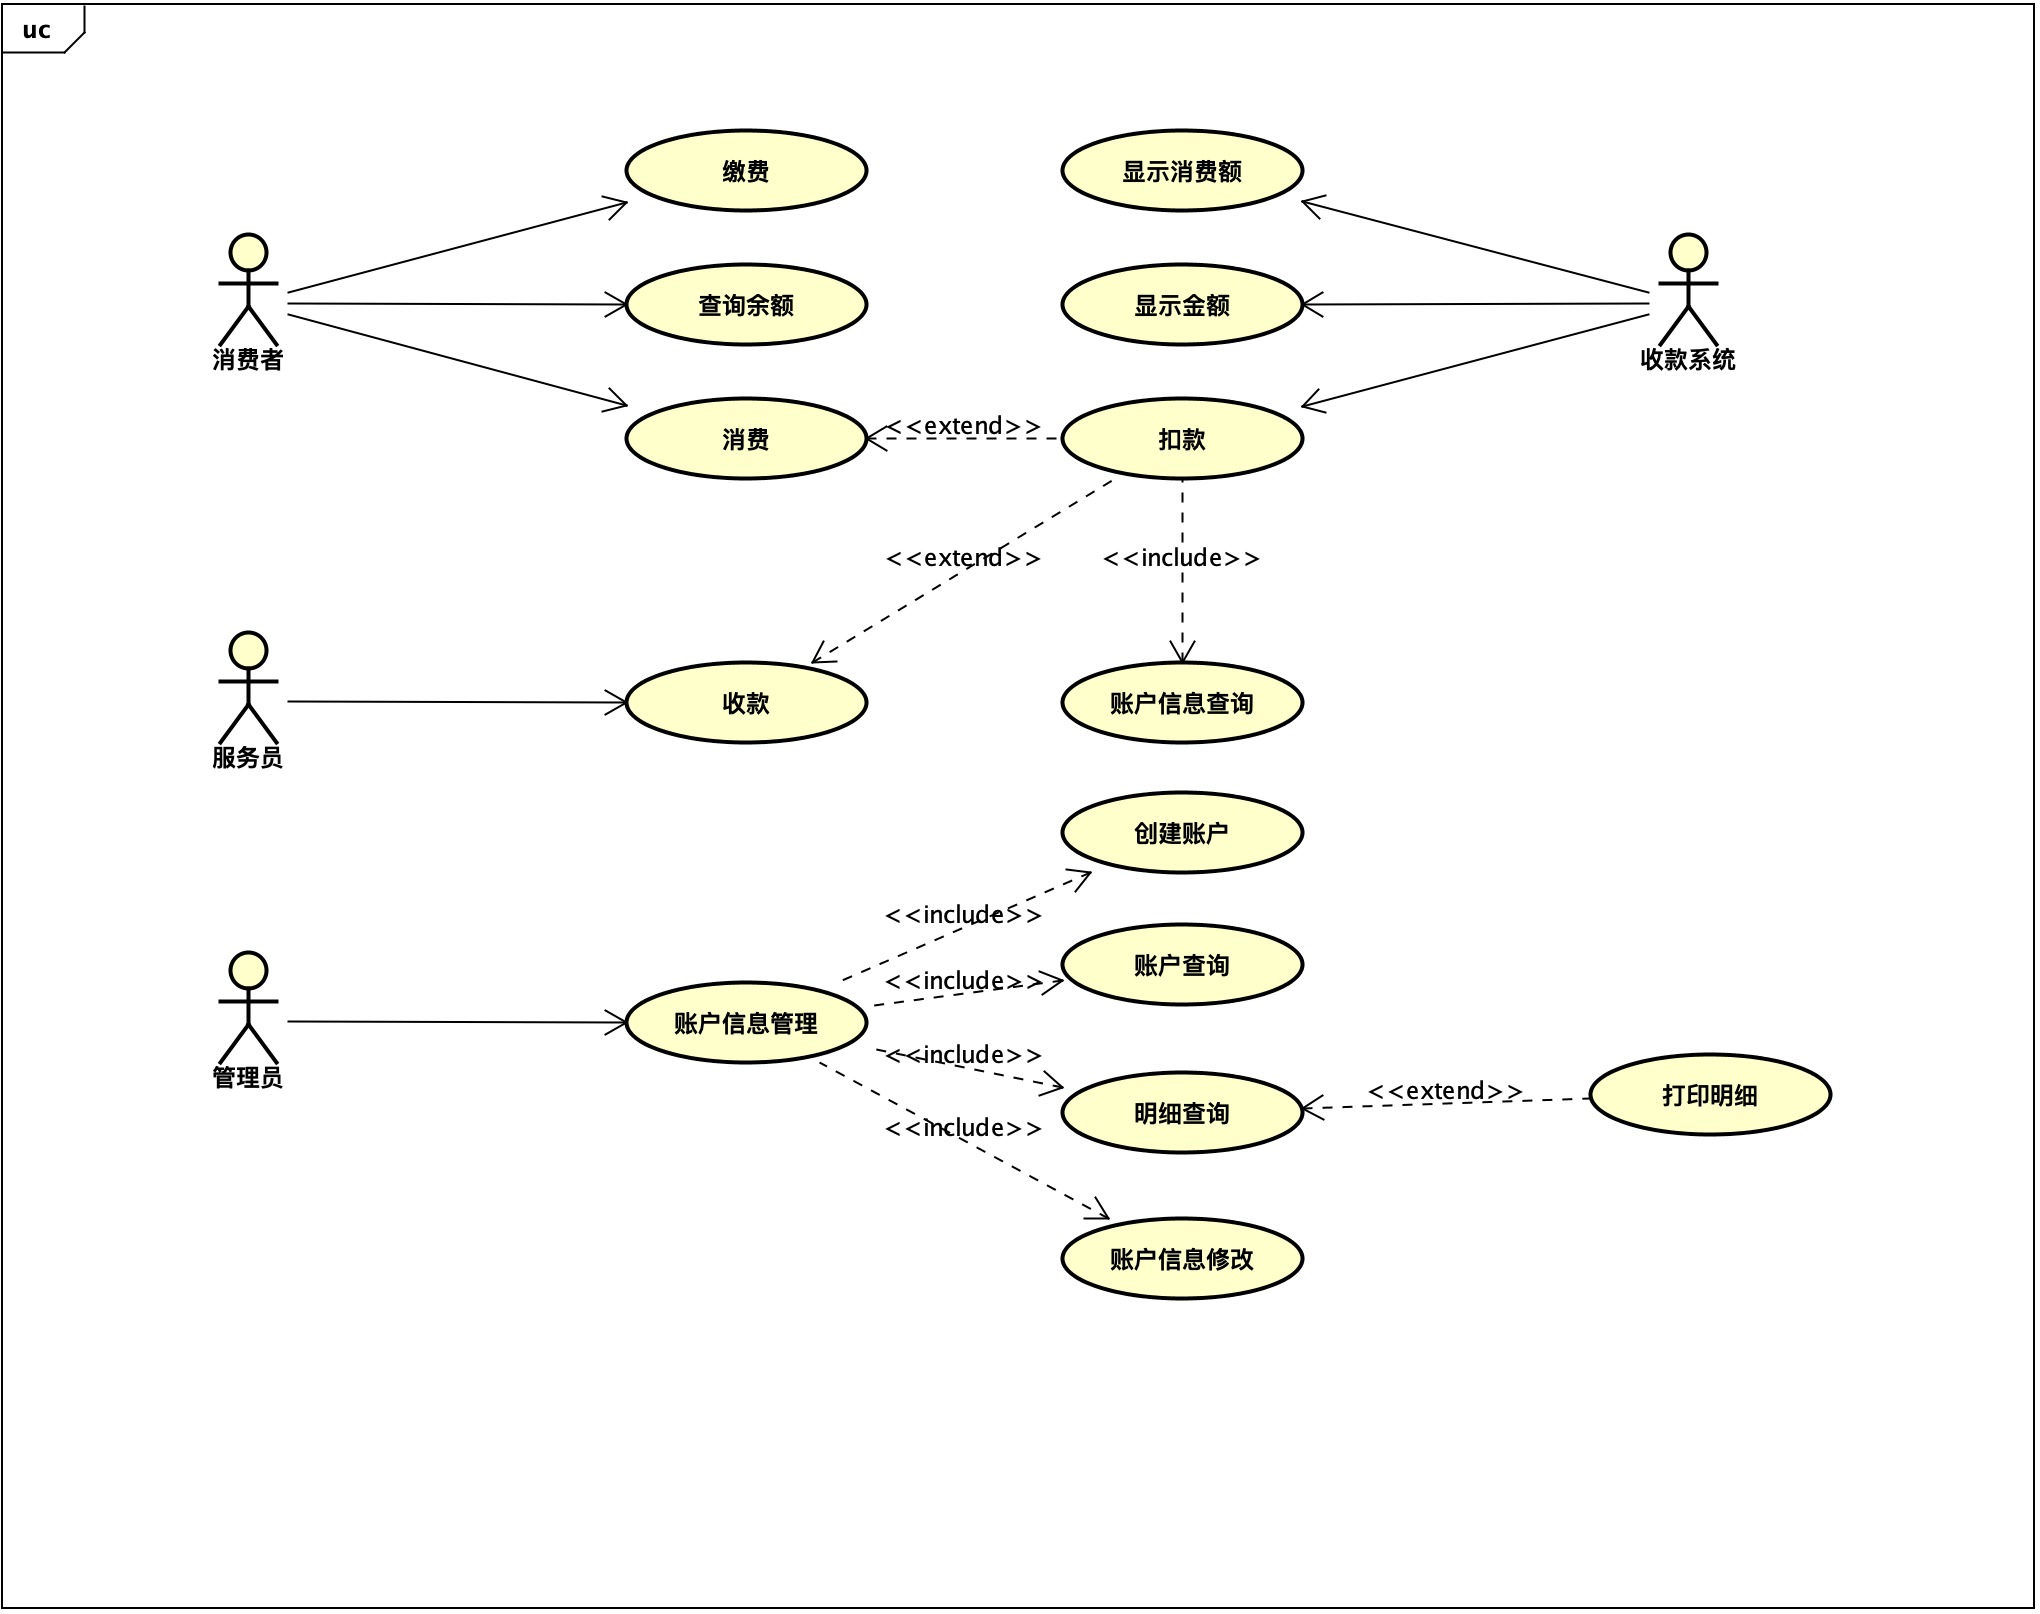 uc
缴费
显示消费额
查询余额
显示金额
消费者
收款系统
消费
<<extend>>
扣款
<<extend>>
<<include>>
收款
账户信息查询
服务员
创建账户
<<include>>
账户查询
<<include>>
账户信息管理
<<include>>
管理员
明细查询
<<extend>>
打印明细
<<include>>
账户信息修改